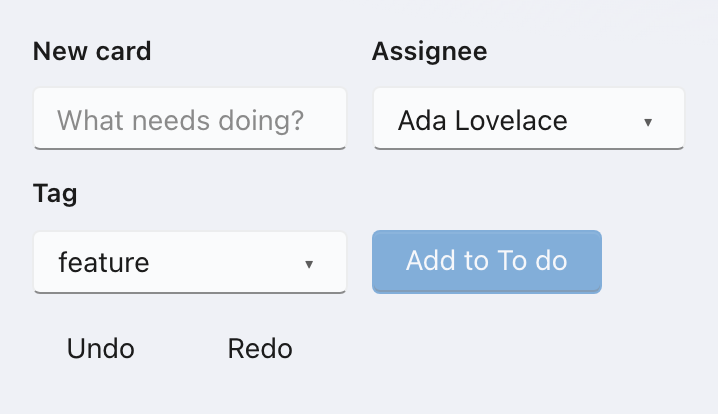 New card
Assignee
What needs doing?
Ada Lovelace
Tag
feature
Add to To do
Undo
Redo